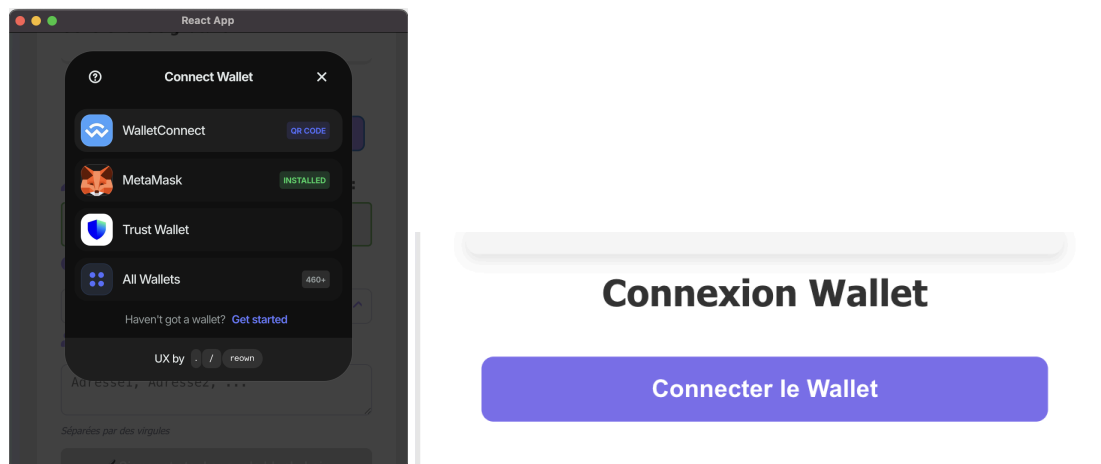 React App
Connect Wallet
WalletConnect
QR CODE
MetaMask
INSTALLED
Trust Wallet
All Wallets
460+
Haven't got a wallet? Get started
UX by . / reown
Adresse1, Adresse2, ...
Séparées par des virgules
Connexion Wallet
Connecter le Wallet